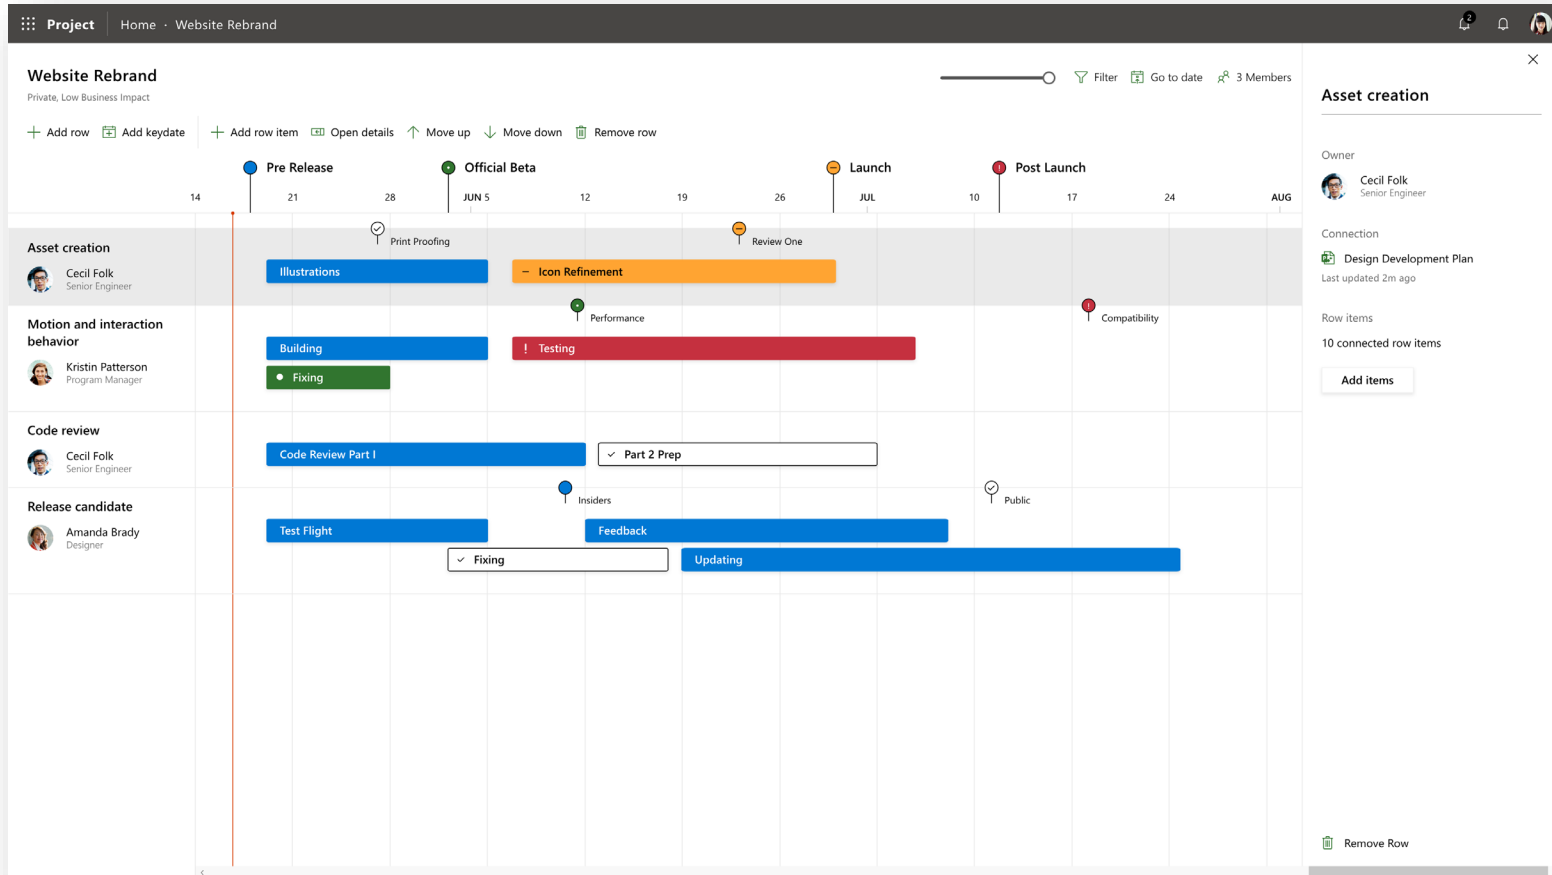 Project
Home · Website Rebrand
2
Website Rebrand
Private, Low Business Impact
Filter
Go to date
3 Members
Add row
Add keydate
Add row item
Open details
Move up
Move down
Remove row
Pre Release
Official Beta
Launch
Post Launch
14
21
28
JUN 5
12
19
26
JUL
10
17
24
AUG
Print Proofing
Review One
Asset creation
Cecil Folk
Senior Engineer
Illustrations
Icon Refinement
Performance
Compatibility
Motion and interaction
behavior
Kristin Patterson
Program Manager
Building
! Testing
Fixing
Code review
Cecil Folk
Senior Engineer
Code Review Part I
Part 2 Prep
Insiders
Public
Release candidate
Amanda Brady
Designer
Test Flight
Feedback
Fixing
Updating
Asset creation
Owner
Cecil Folk
Senior Engineer
Connection
Design Development Plan
Last updated 2m ago
Row items
10 connected row items
Add items
Remove Row